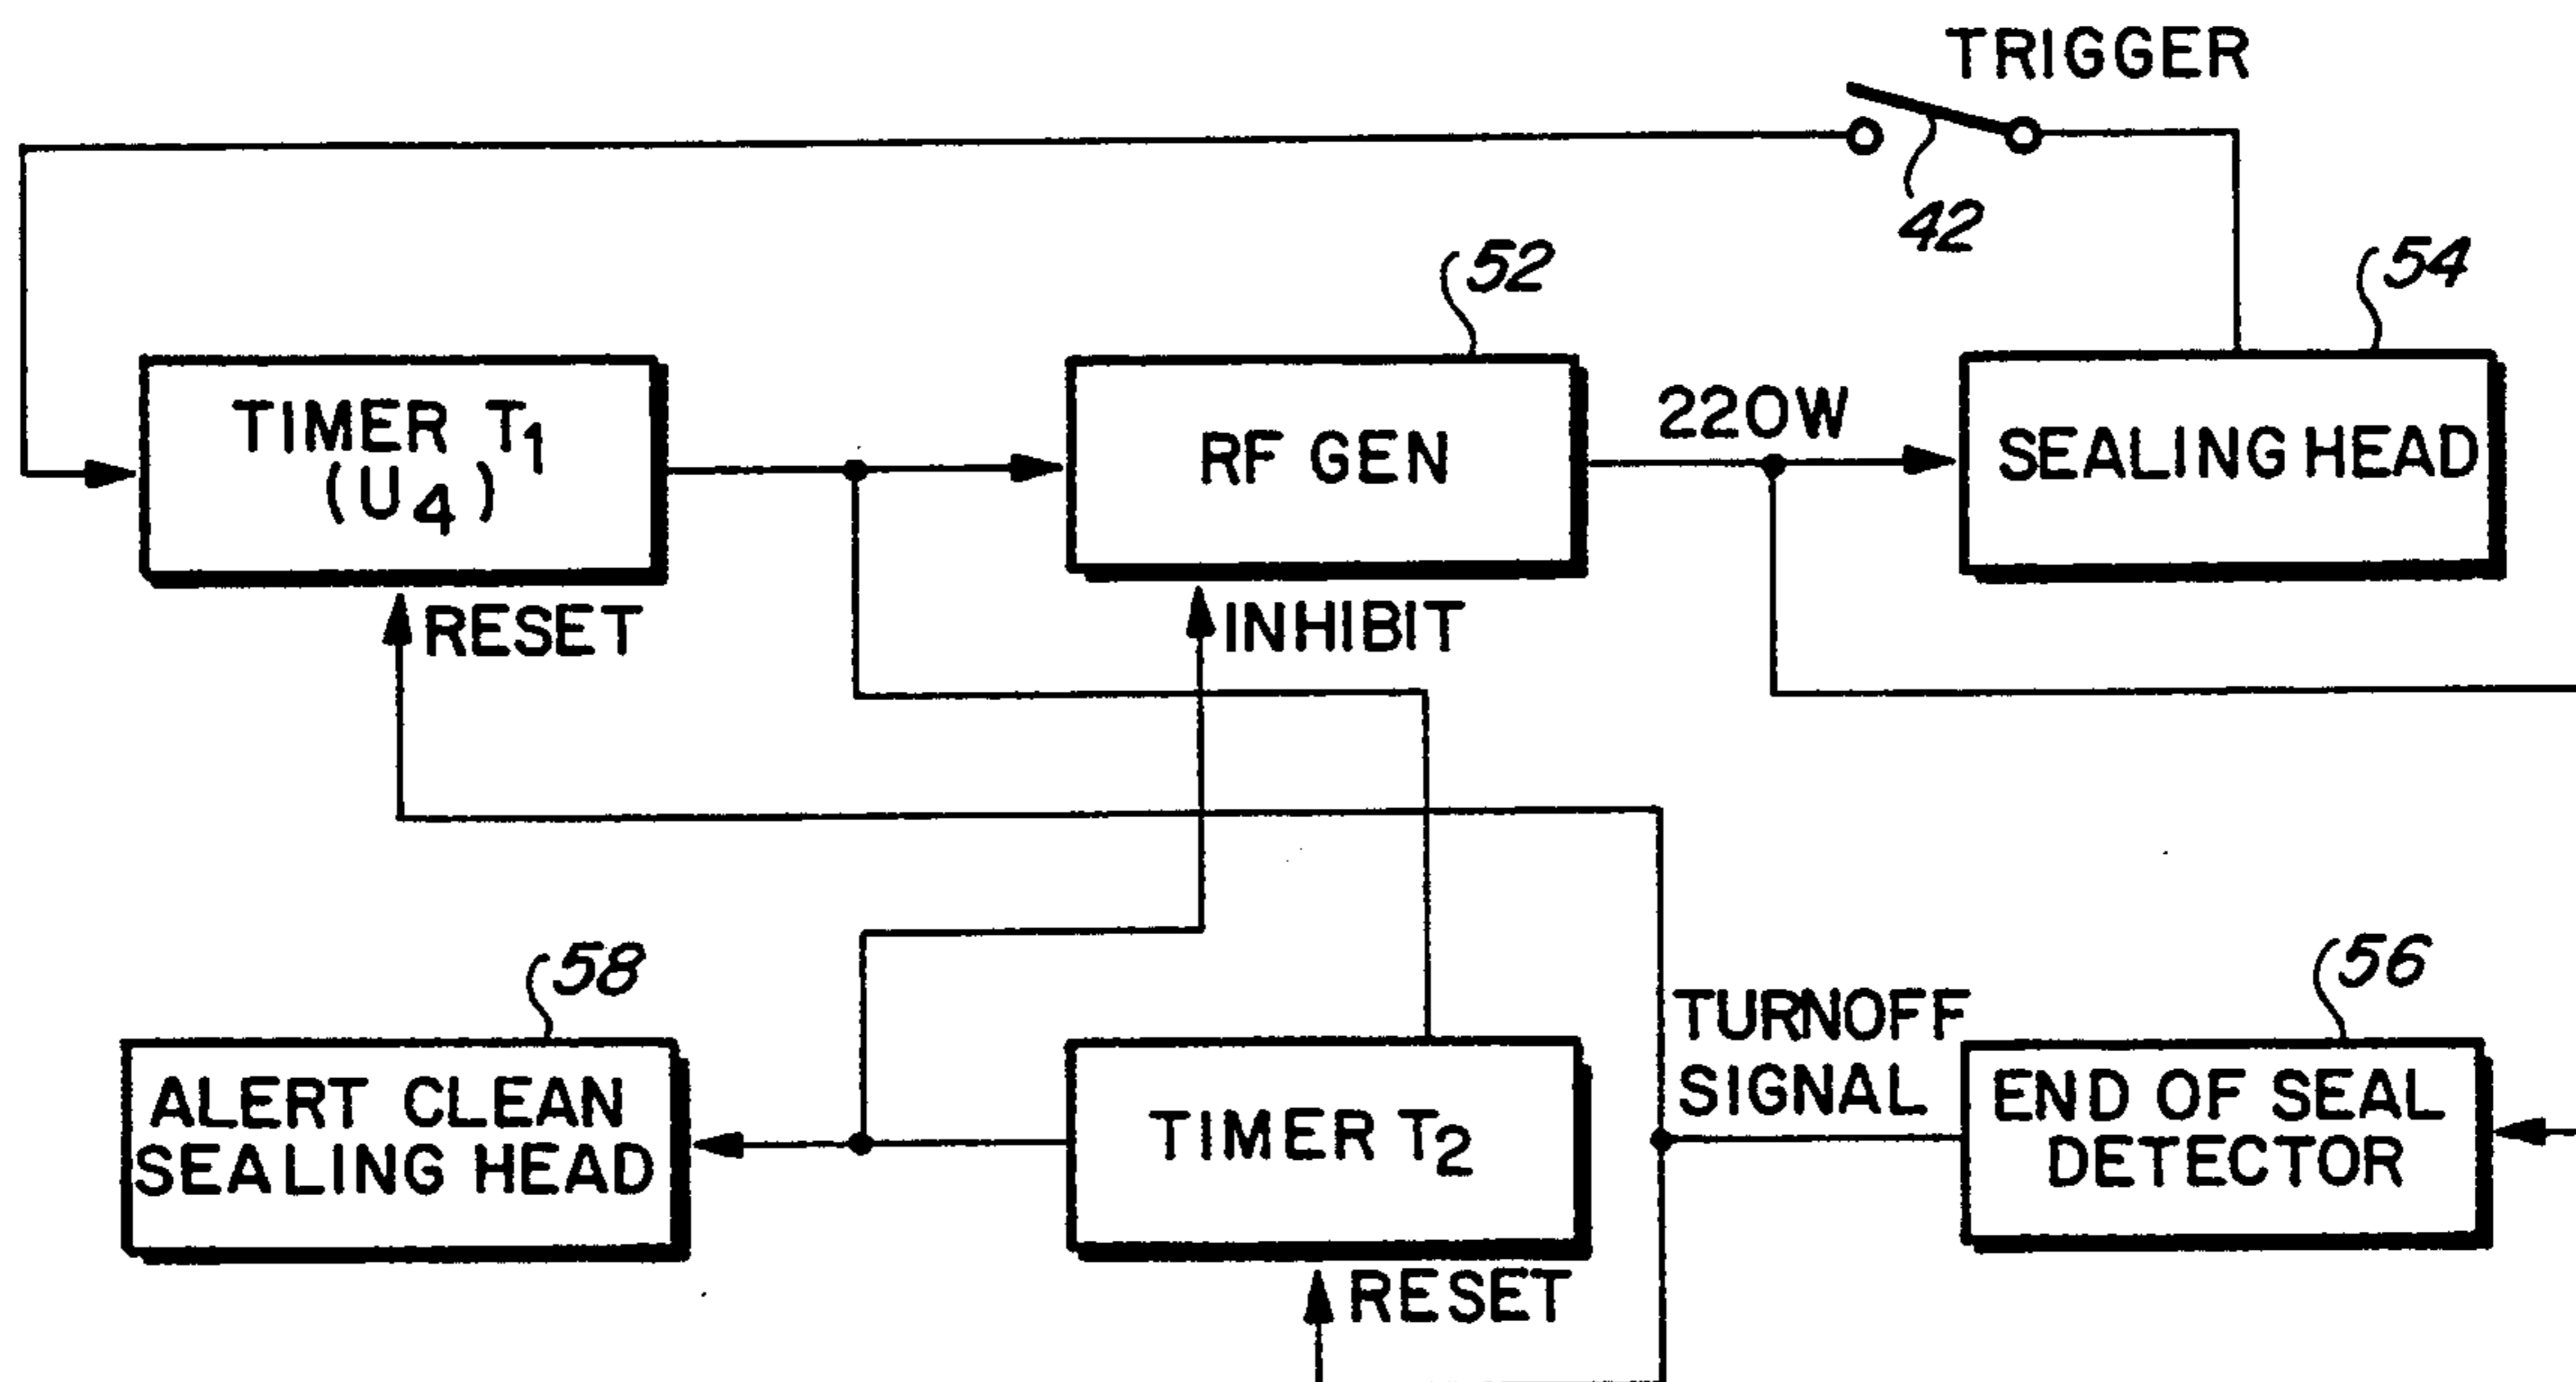 TRIGGER
42
52
54
TIMER T1
(U4)
RF GEN
220W
SEALING HEAD
RESET
INHIBIT
58
56
ALERT CLEAN
SEALING HEAD
TIMER T2
TURNOFF
SIGNAL
END OF SEAL
DETECTOR
RESET